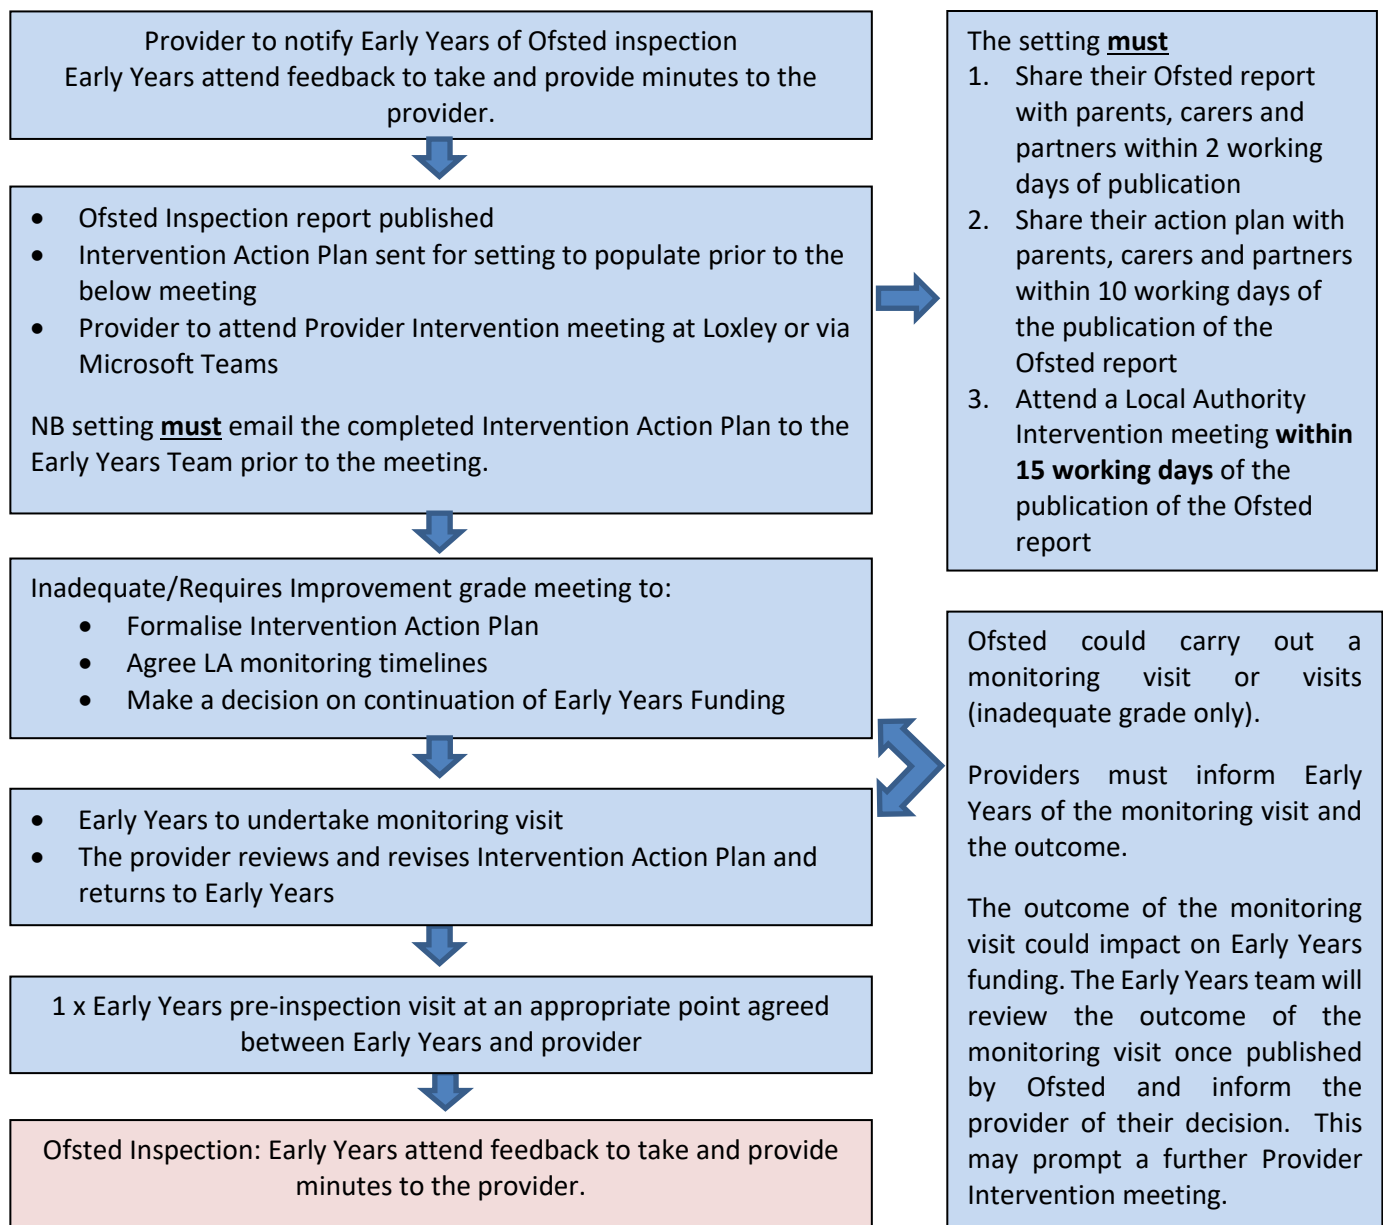 Provider to notify Early Years of Ofsted inspection
Early Years attend feedback to take and provide minutes to the
provider.
• Ofsted Inspection report published
• Intervention Action Plan sent for setting to populate prior to the
below meeting
• Provider to attend Provider Intervention meeting at Loxley or via
Microsoft Teams
NB setting must email the completed Intervention Action Plan to the
Early Years Team prior to the meeting.
The setting must
1. Share their Ofsted report
with parents, carers and
partners within 2 working
days of publication
2. Share their action plan with
parents, carers and partners
within 10 working days of
the publication of the
Ofsted report
3. Attend a Local Authority
Intervention meeting within
15 working days of the
publication of the Ofsted
report
Inadequate/Requires Improvement grade meeting to:
• Formalise Intervention Action Plan
• Agree LA monitoring timelines
• Make a decision on continuation of Early Years Funding
• Early Years to undertake monitoring visit
• The provider reviews and revises Intervention Action Plan and
returns to Early Years
Ofsted could carry out a
monitoring visit or visits
(inadequate grade only).
Providers must inform Early
Years of the monitoring visit and
the outcome.
The outcome of the monitoring
visit could impact on Early Years
funding. The Early Years team will
review the outcome of the
monitoring visit once published
by Ofsted and inform the
provider of their decision. This
may prompt a further Provider
Intervention meeting.
1 x Early Years pre-inspection visit at an appropriate point agreed
between Early Years and provider
Ofsted Inspection: Early Years attend feedback to take and provide
minutes to the provider.